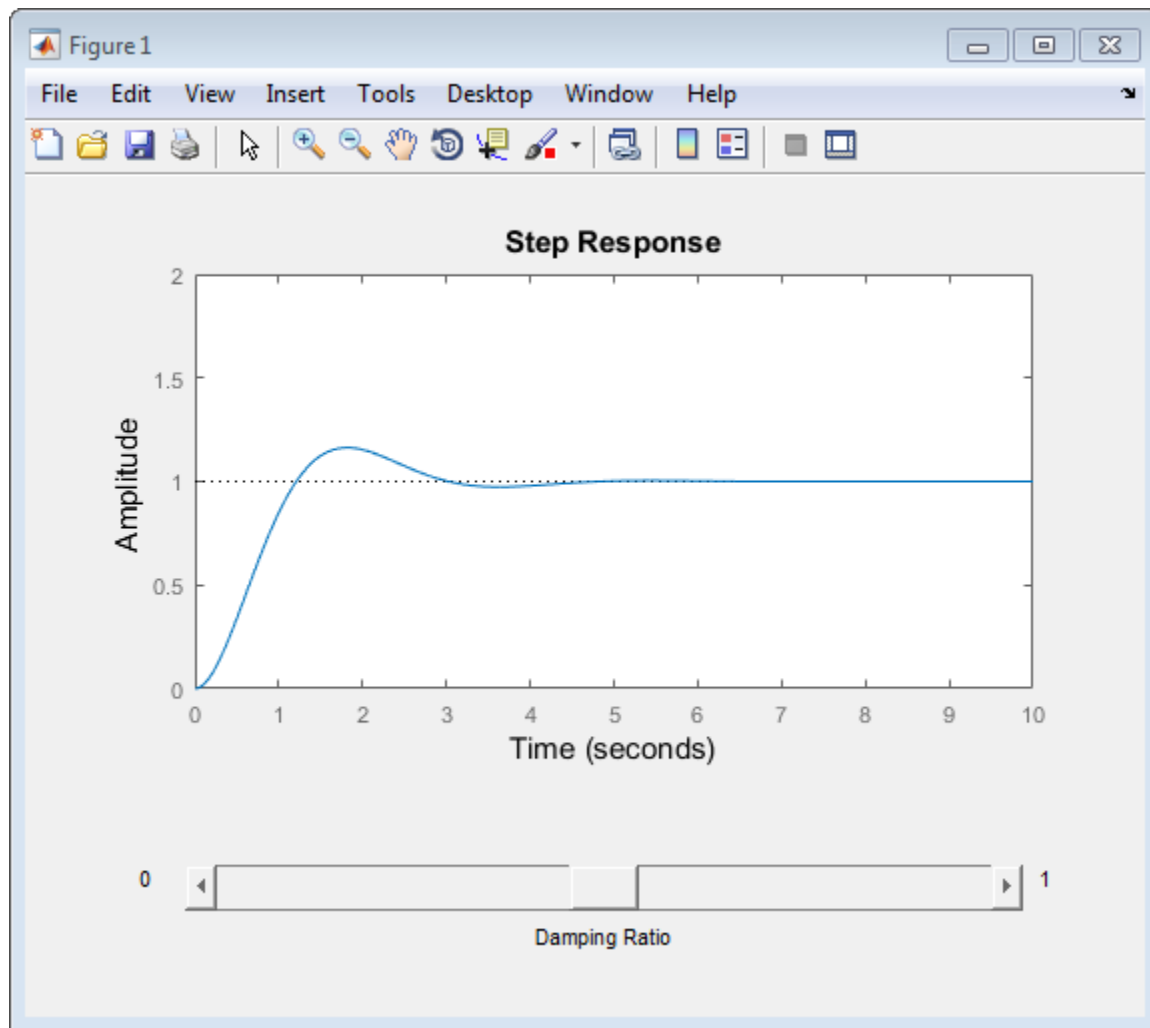 Figure 1
File Edit View Insert Tools Desktop Window Help
Step Response
2
1.5
1
0.5
0
Amplitude
0 1 2 3 4 5 6 7 8 9 10
Time (seconds)
0 1
Damping Ratio